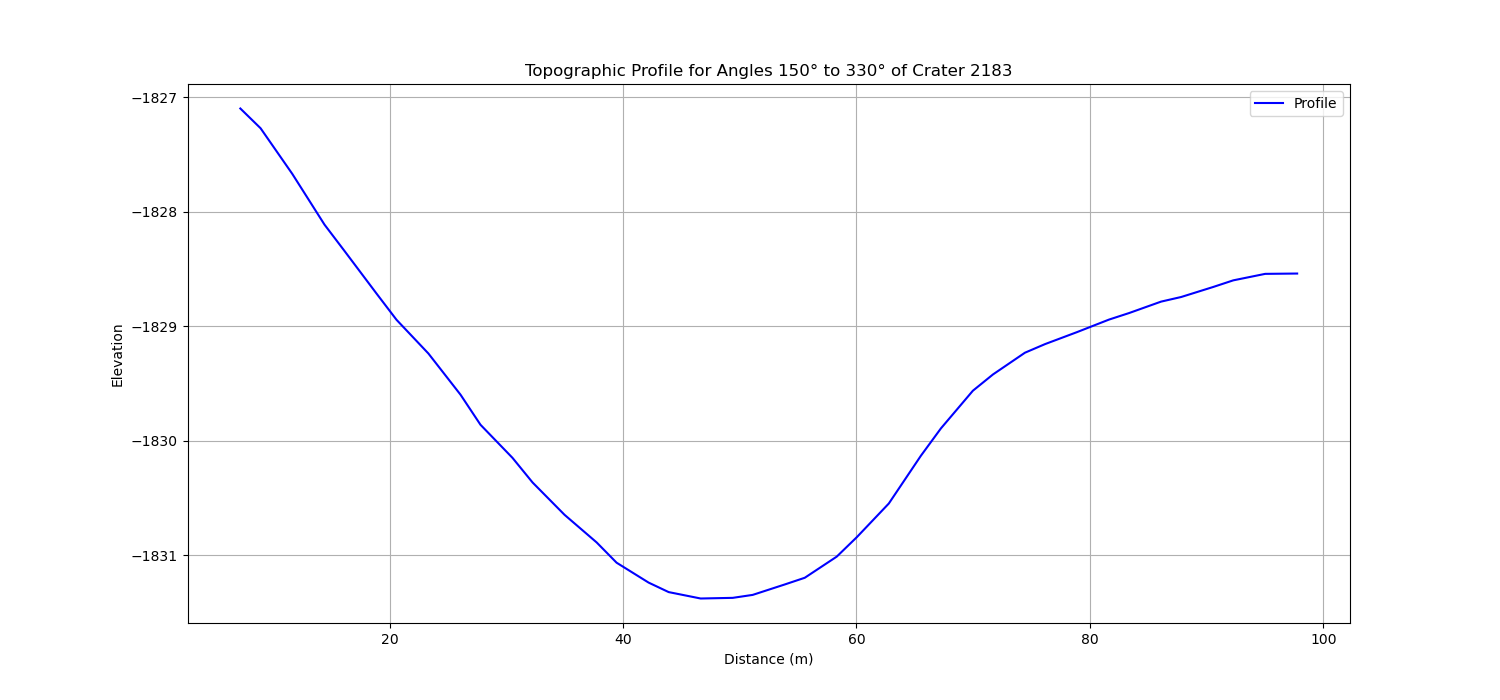 Topographic Profile for Angles 150° to 330° of Crater 2183
Profile
Elevation
−1827
−1828
−1829
−1830
−1831
20
40
60
80
100
Distance (m)